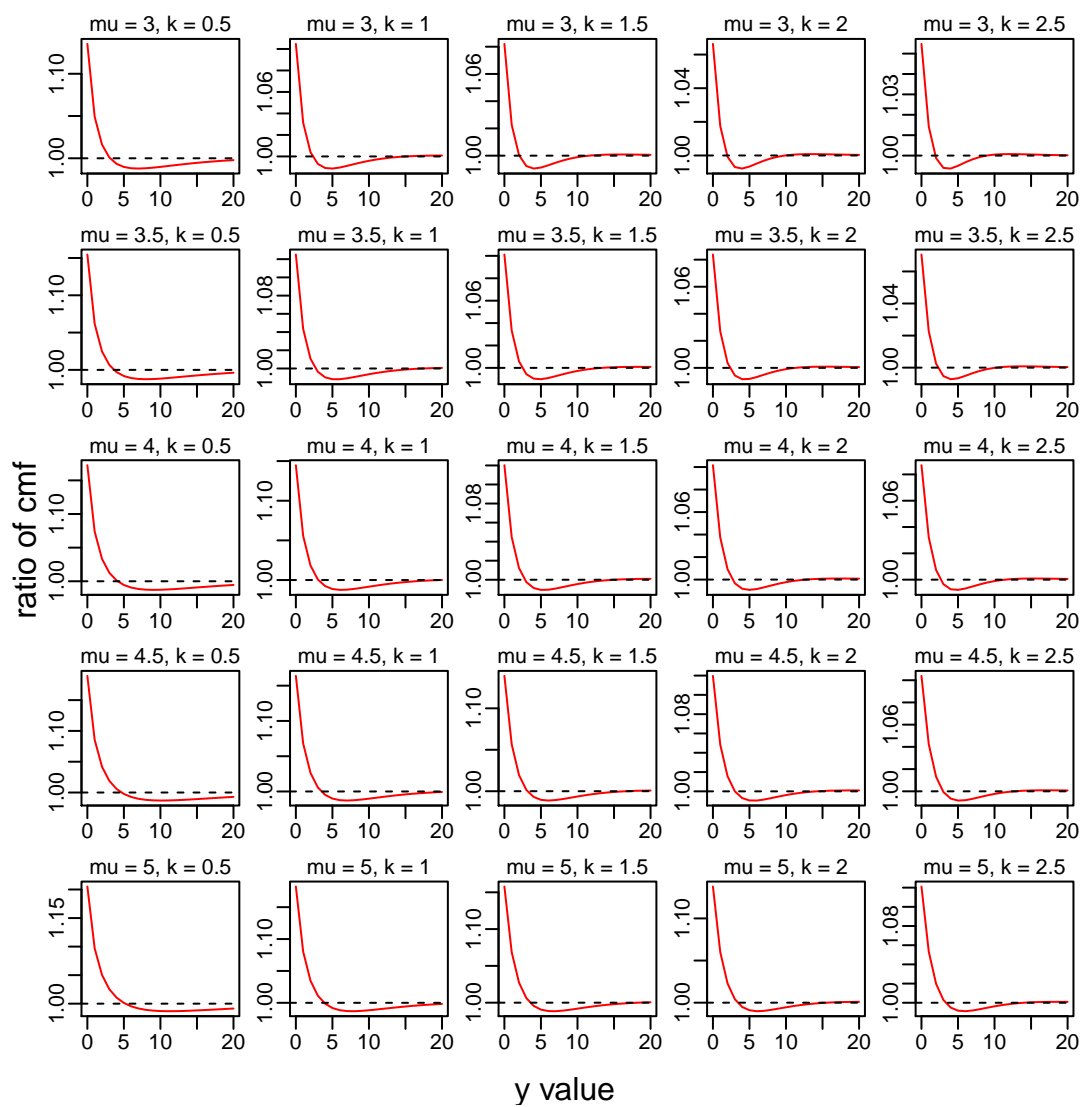 mu = 3, k = 0.5
1.10
1.00
0 5 10 20
mu = 3, k = 1
1.06
1.00
0 5 10 20
mu = 3, k = 1.5
1.06
1.00
0 5 10 20
mu = 3, k = 2
1.04
1.00
0 5 10 20
mu = 3, k = 2.5
1.03
1.00
0 5 10 20
mu = 3.5, k = 0.5
1.10
1.00
0 5 10 20
mu = 3.5, k = 1
1.08
1.00
0 5 10 20
mu = 3.5, k = 1.5
1.06
1.00
0 5 10 20
mu = 3.5, k = 2
1.06
1.00
0 5 10 20
mu = 3.5, k = 2.5
1.04
1.00
0 5 10 20
ratio of cmf
mu = 4, k = 0.5
1.10
1.00
0 5 10 20
mu = 4, k = 1
1.10
1.00
0 5 10 20
mu = 4, k = 1.5
1.08
1.00
0 5 10 20
mu = 4, k = 2
1.06
1.00
0 5 10 20
mu = 4, k = 2.5
1.06
1.00
0 5 10 20
mu = 4.5, k = 0.5
1.10
1.00
0 5 10 20
mu = 4.5, k = 1
1.10
1.00
0 5 10 20
mu = 4.5, k = 1.5
1.10
1.00
0 5 10 20
mu = 4.5, k = 2
1.08
1.00
0 5 10 20
mu = 4.5, k = 2.5
1.06
1.00
0 5 10 20
mu = 5, k = 0.5
1.15
1.00
0 5 10 20
mu = 5, k = 1
1.10
1.00
0 5 10 20
mu = 5, k = 1.5
1.10
1.00
0 5 10 20
mu = 5, k = 2
1.10
1.00
0 5 10 20
mu = 5, k = 2.5
1.08
1.00
0 5 10 20
y value